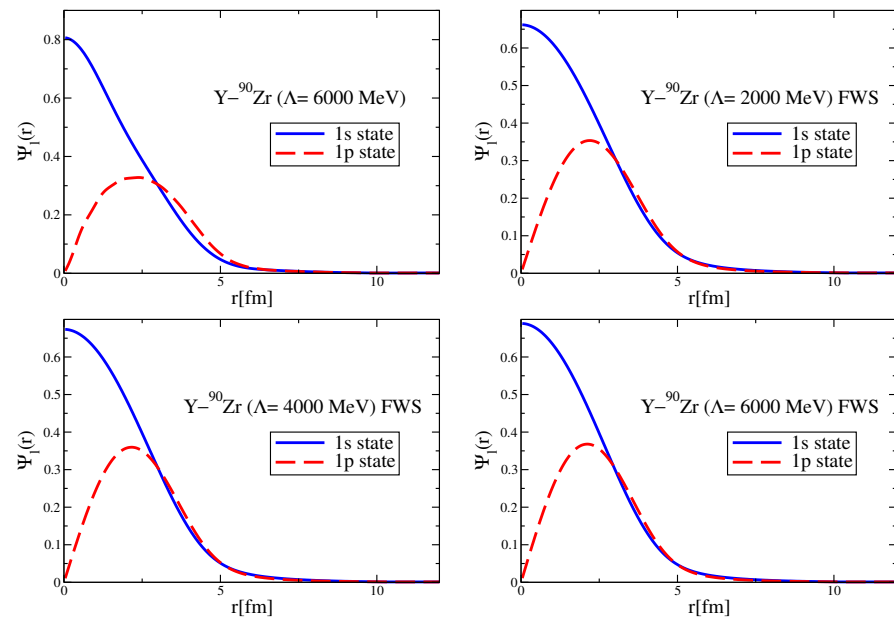 Y−⁹⁰Zr (Λ= 6000 MeV)
1s state
1p state
Ψ₁(r)
0.8
0.6
0.4
0.2
0
0
5
10
r[fm]
Y−⁹⁰Zr (Λ= 2000 MeV) FWS
1s state
1p state
Ψ₁(r)
0.6
0.5
0.4
0.3
0.2
0.1
0
0
5
10
r[fm]
Y−⁹⁰Zr (Λ= 4000 MeV) FWS
1s state
1p state
Ψ₁(r)
0.6
0.5
0.4
0.3
0.2
0.1
0
0
5
10
r[fm]
Y−⁹⁰Zr (Λ= 6000 MeV) FWS
1s state
1p state
Ψ₁(r)
0.6
0.5
0.4
0.3
0.2
0.1
0
0
5
10
r[fm]